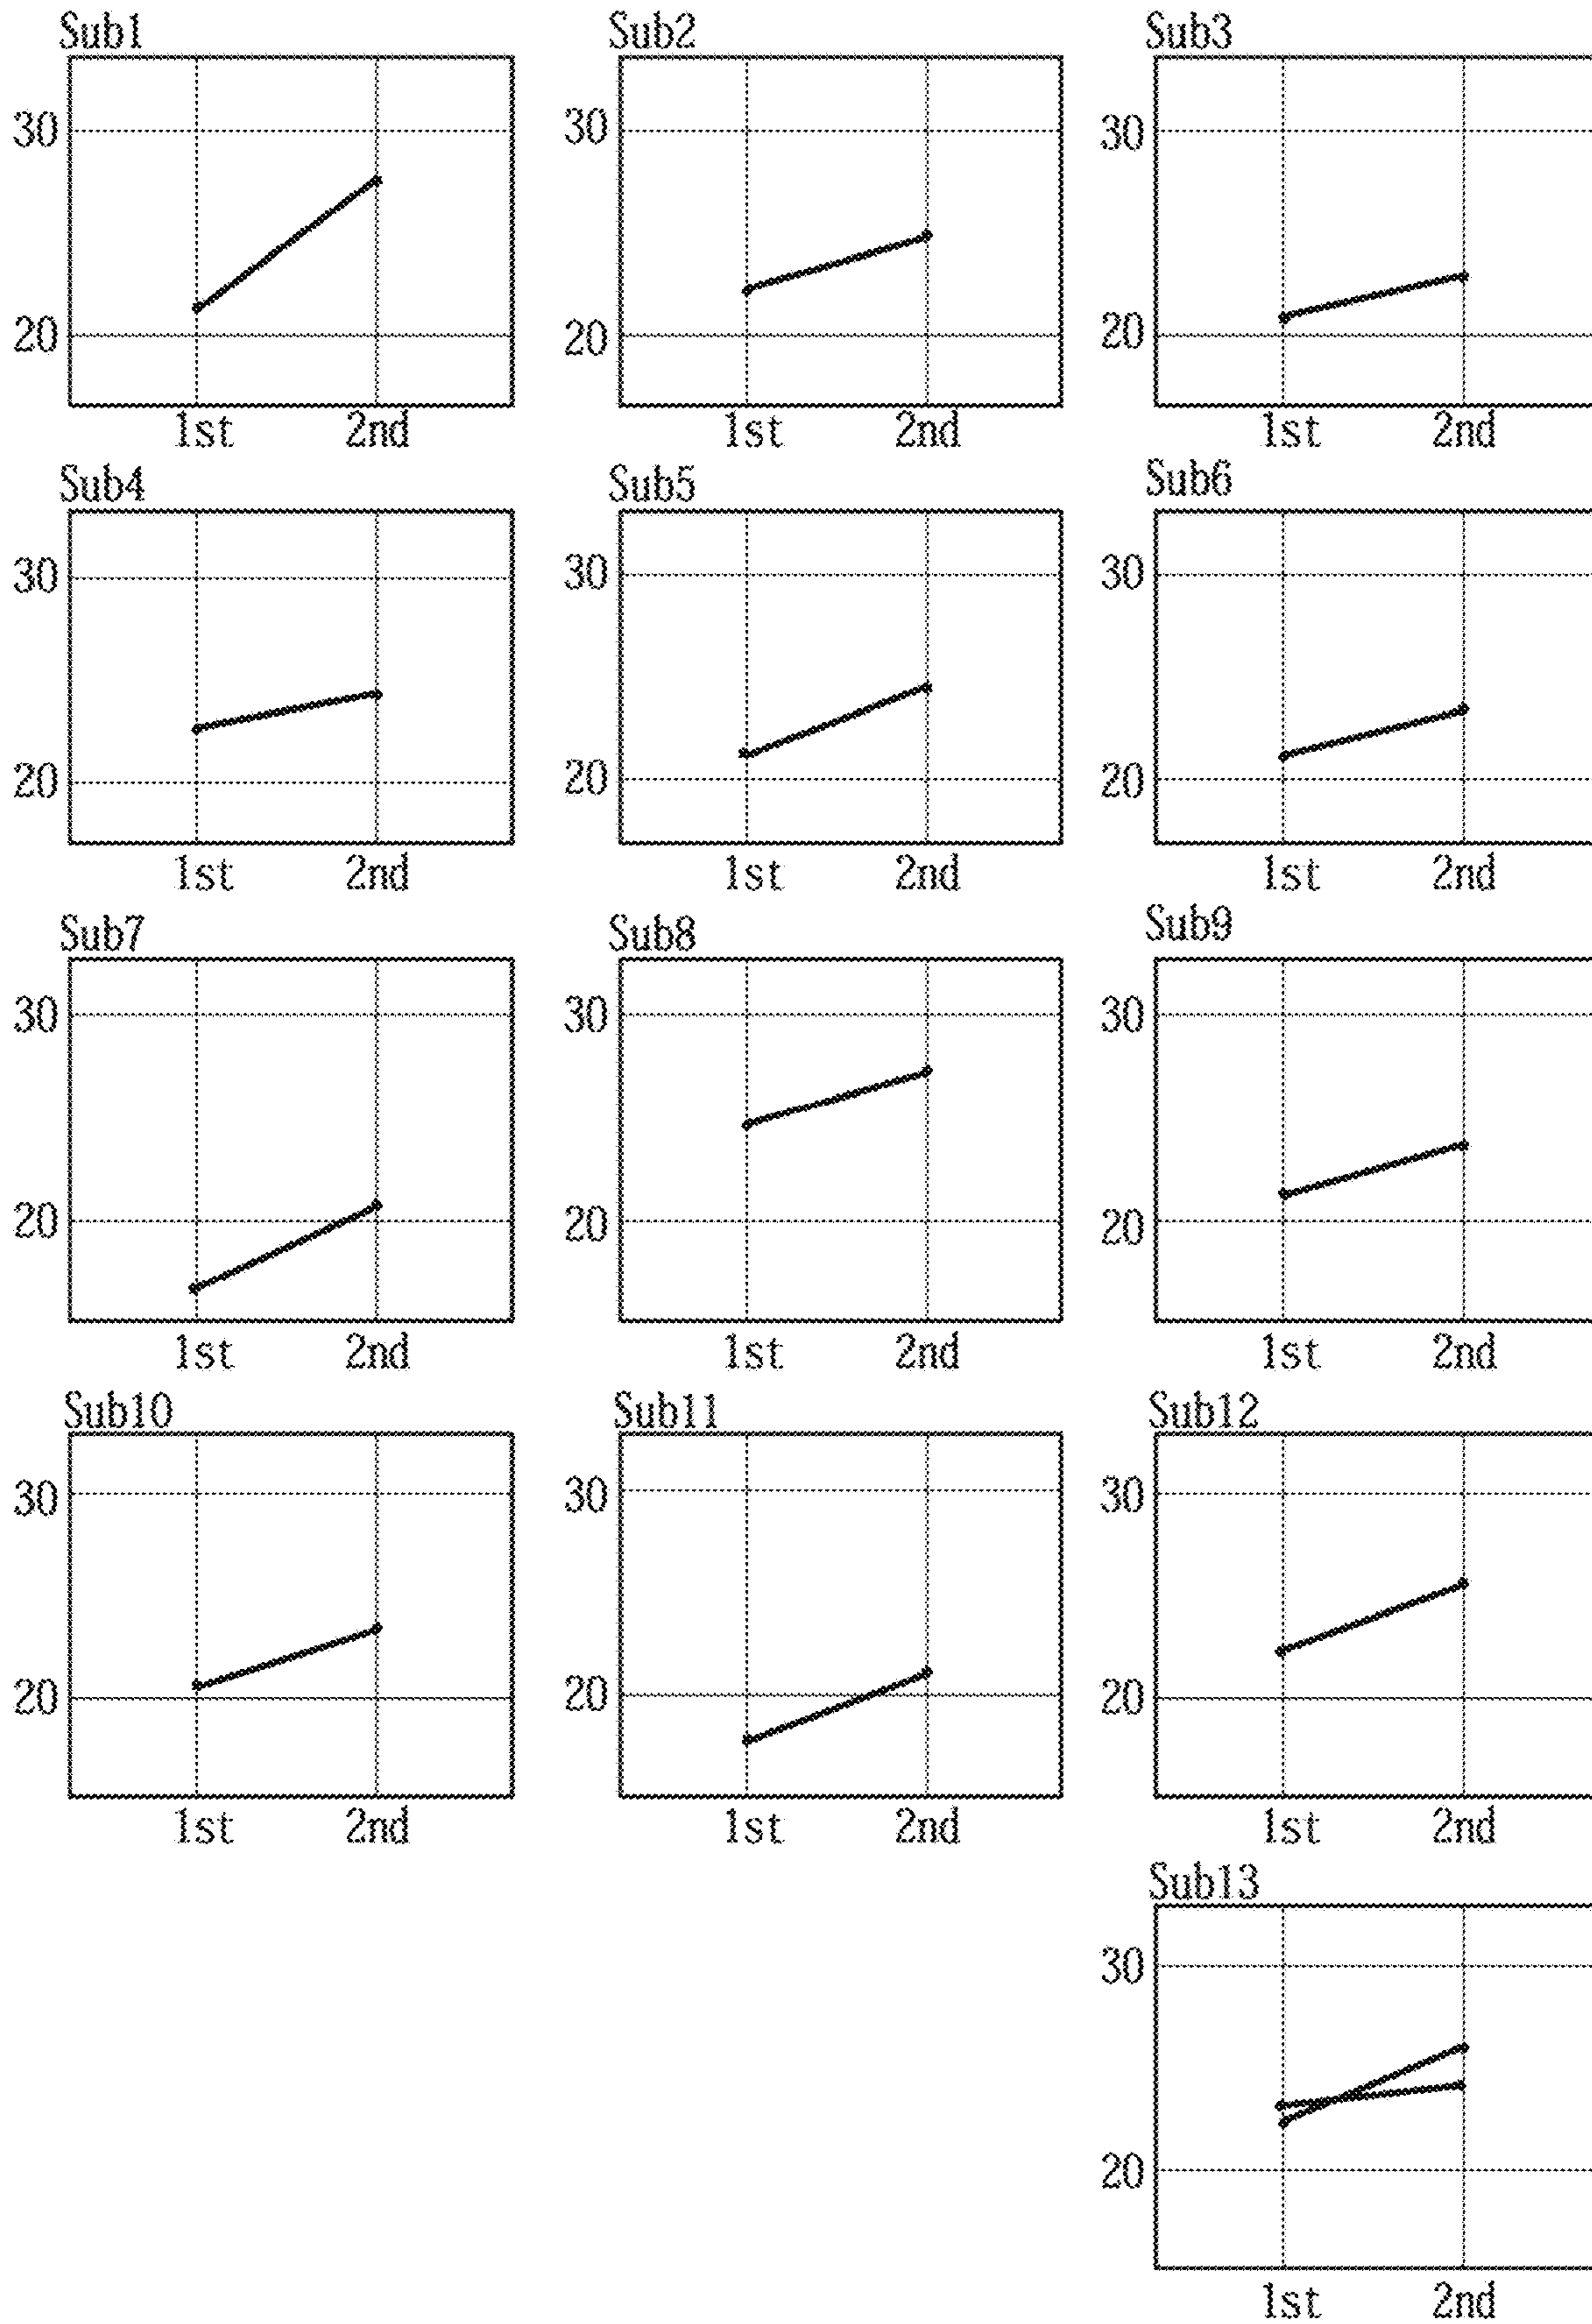 Sub1 Sub2 Sub3
30 30 30
20 20 20
1st 2nd 1st 2nd 1st 2nd
Sub4 Sub5 Sub6
30 30 30
20 20 20
1st 2nd 1st 2nd 1st 2nd
Sub7 Sub8 Sub9
30 30 30
20 20 20
1st 2nd 1st 2nd 1st 2nd
Sub10 Sub11 Sub12
30 30 30
20 20 20
1st 2nd 1st 2nd 1st 2nd
Sub13
30
20
1st 2nd